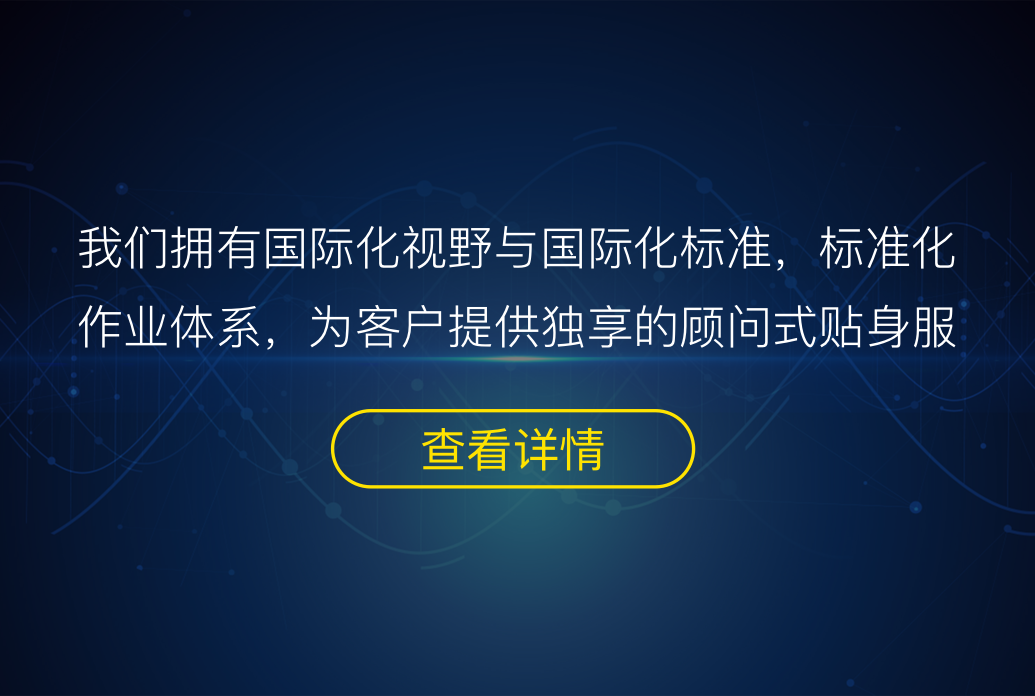 我们拥有国际化视野与国际化标准，标准化
作业体系，为客户提供独享的顾问式贴身服
查看详情